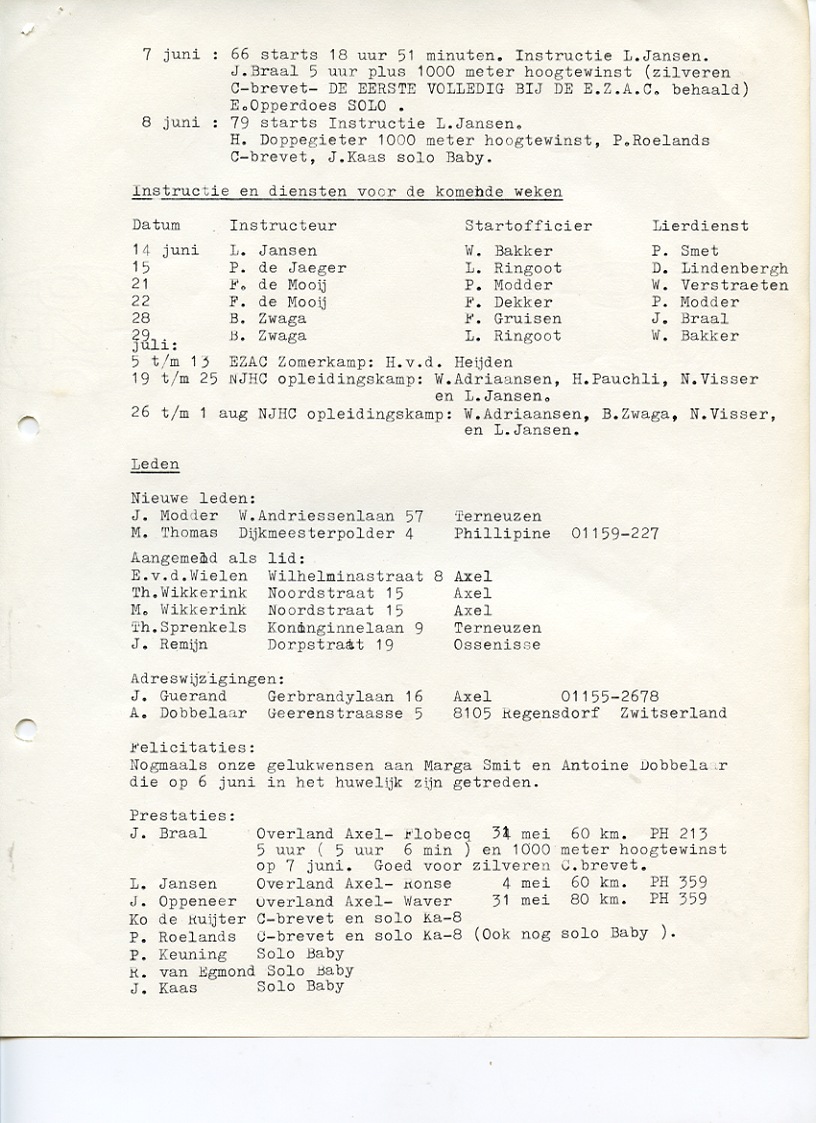 7 juni : 66 starts 18 uur 51 minuten. Instructie L.Jansen.
J.Braal 5 uur plus 1000 meter hoogtewinst (zilveren
C-brevet- DE EERSTE VOLLEDIG BIJ DE E.Z.A.C. behaald)
E.Opperdoes SOLO .
8 juni : 79 starts Instructie L.Jansen.
H. Doppegieter 1000 meter hoogtewinst, P.Roelands
C-brevet, J.Kaas solo Baby.
Instructie en diensten voor de komehde weken
Datum Instructeur Startofficier Lierdienst
14 juni L. Jansen W. Bakker P. Smet
15 P. de Jaeger L. Ringoot D. Lindenbergh
21 F. de Mooij P. Modder W. Verstraeten
22 F. de Mooij F. Dekker P. Modder
28 B. Zwaga F. Gruisen J. Braal
29 B. Zwaga L. Ringoot W. Bakker
juli:
5 t/m 13 EZAC Zomerkamp: H.v.d. Heijden
19 t/m 25 NJHC opleidingskamp: W.Adriaansen, H.Pauchli, N.Visser
en L.Jansen.
26 t/m 1 aug NJHC opleidingskamp: W.Adriaansen, B.Zwaga, N.Visser,
en L.Jansen.
Leden
Nieuwe leden:
J. Modder W.Andriessenlaan 57 Terneuzen
M. Thomas Dijkmeesterpolder 4 Phillipine 01159-227
Aangemeld als lid:
E.v.d.Wielen Wilhelminastraat 8 Axel
Th.Wikkerink Noordstraat 15 Axel
M. Wikkerink Noordstraat 15 Axel
Th.Sprenkels Koninginnelaan 9 Terneuzen
J. Remijn Dorpstraat 19 Ossenisse
Adreswijzigingen:
J. Guerand Gerbrandylaan 16 Axel 01155-2678
A. Dobbelaar Geerenstraasse 5 8105 Regensdorf Zwitserland
Felicitaties:
Nogmaals onze gelukwensen aan Marga Smit en Antoine Dobbelaar
die op 6 juni in het huwelijk zijn getreden.
Prestaties:
J. Braal Overland Axel- Flobecq 31 mei 60 km. PH 213
5 uur ( 5 uur 6 min ) en 1000 meter hoogtewinst
op 7 juni. Goed voor zilveren C.brevet.
L. Jansen Overland Axel- Ronse 4 mei 60 km. PH 359
J. Oppeneer Overland Axel- Waver 31 mei 80 km. PH 359
Ko de Ruijter C-brevet en solo Ka-8
P. Roelands C-brevet en solo Ka-8 (Ook nog solo Baby ).
P. Keuning Solo Baby
R. van Egmond Solo Baby
J. Kaas Solo Baby